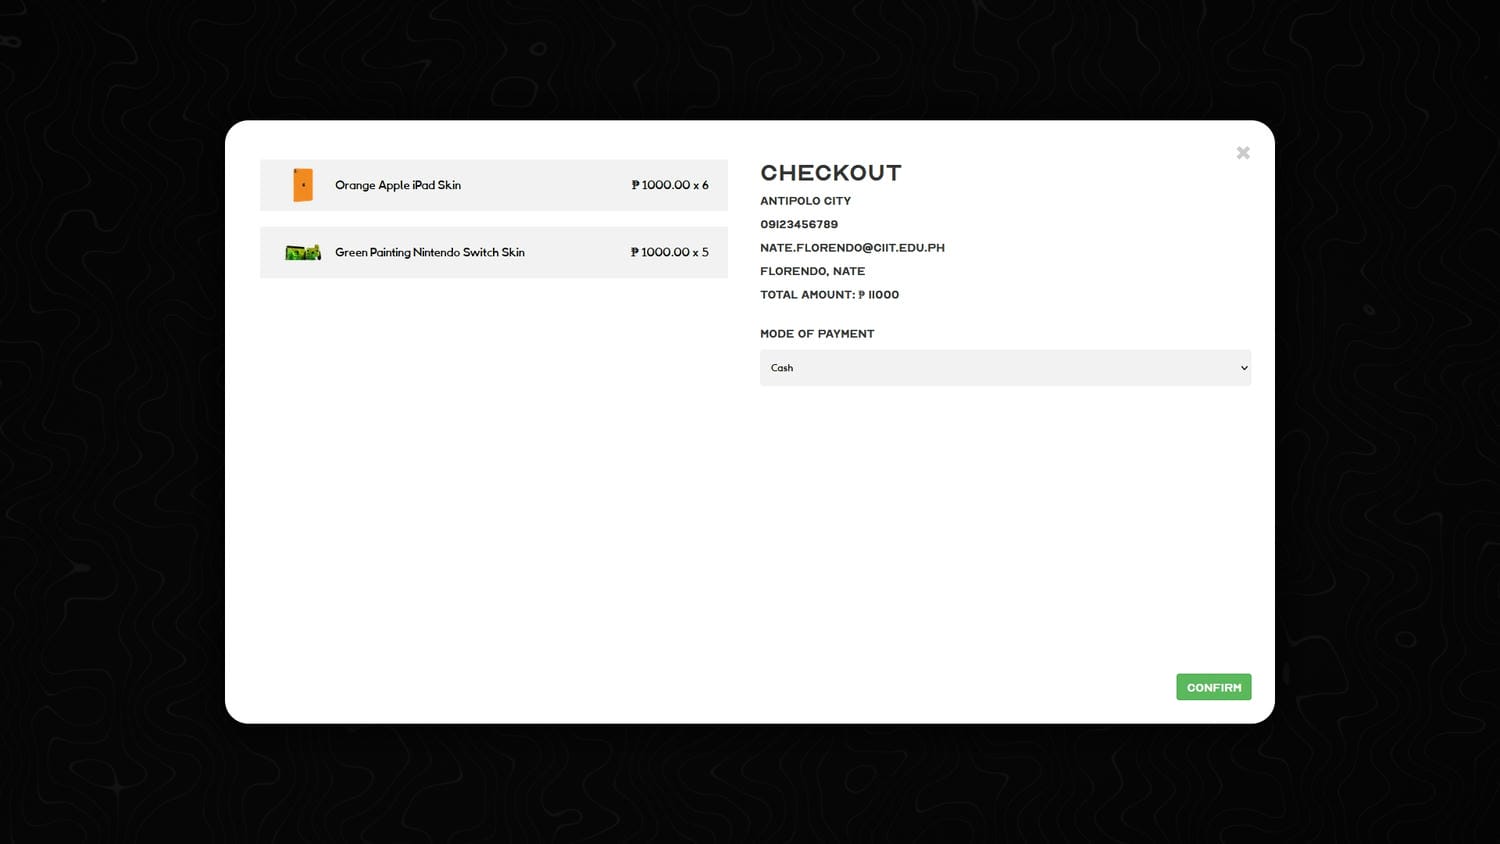 Orange Apple iPad Skin ₱ 1000.00 x 6
Green Painting Nintendo Switch Skin ₱ 1000.00 x 5
CHECKOUT
ANTIPOLO CITY
09123456789
NATE.FLORENDO@CIIT.EDU.PH
FLORENDO, NATE
TOTAL AMOUNT: ₱ 11000
MODE OF PAYMENT
Cash
CONFIRM